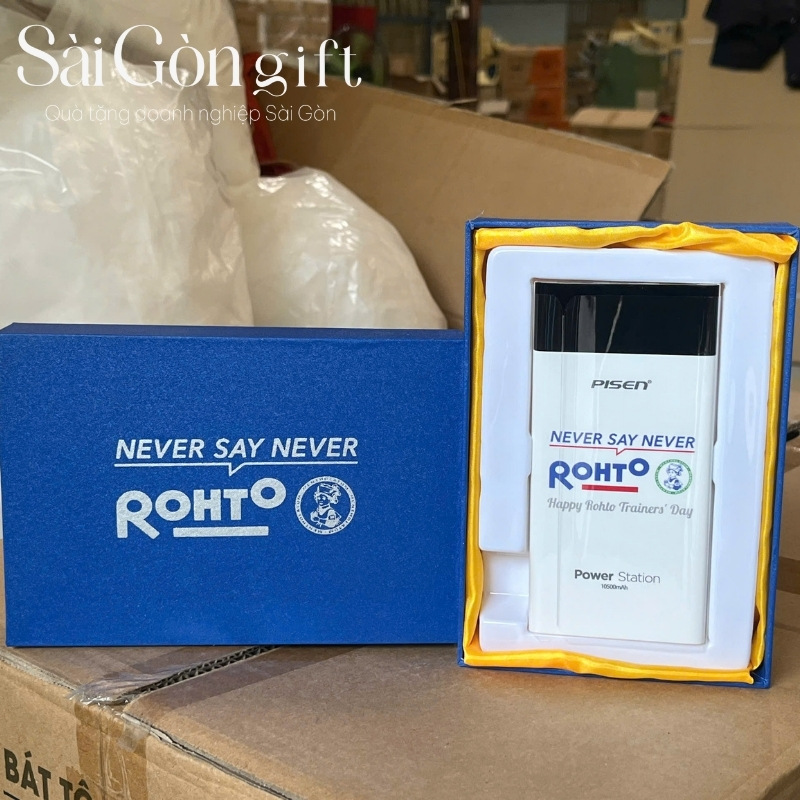 SàiGòngift
Quà tặng doanh nghiệp Sài Gòn
NEVER SAY NEVER
ROHTO
PISEN®
NEVER SAY NEVER
ROHTO
Happy Rohto Trainers' Day
Power Station
10500mAh
BÁT TÔ